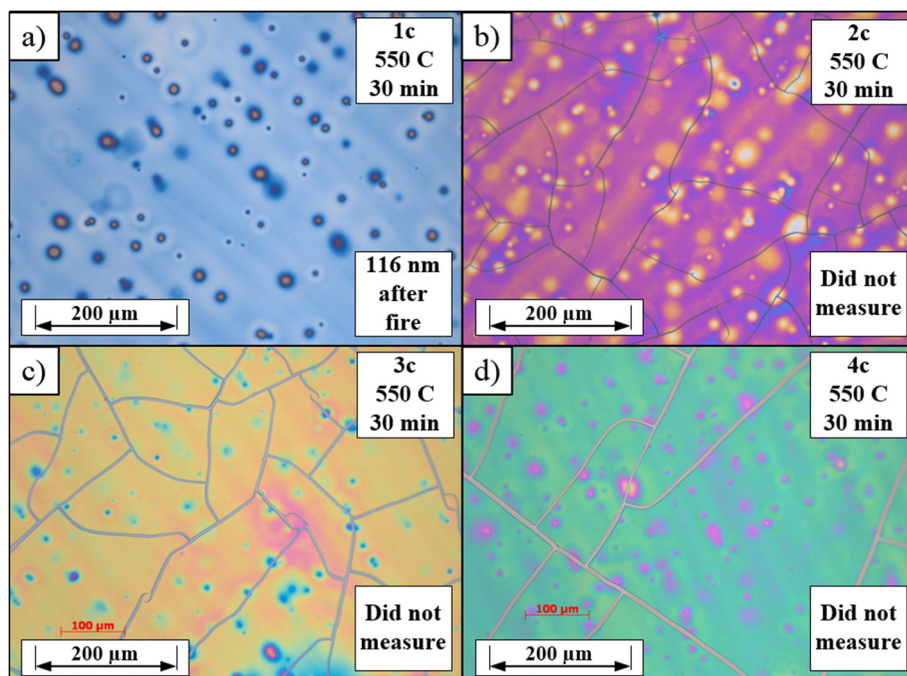 a)
1c
550 C
30 min
200 µm
116 nm
after
fire
b)
2c
550 C
30 min
200 µm
Did not
measure
c)
3c
550 C
30 min
100 µm
200 µm
Did not
measure
d)
4c
550 C
30 min
100 µm
200 µm
Did not
measure